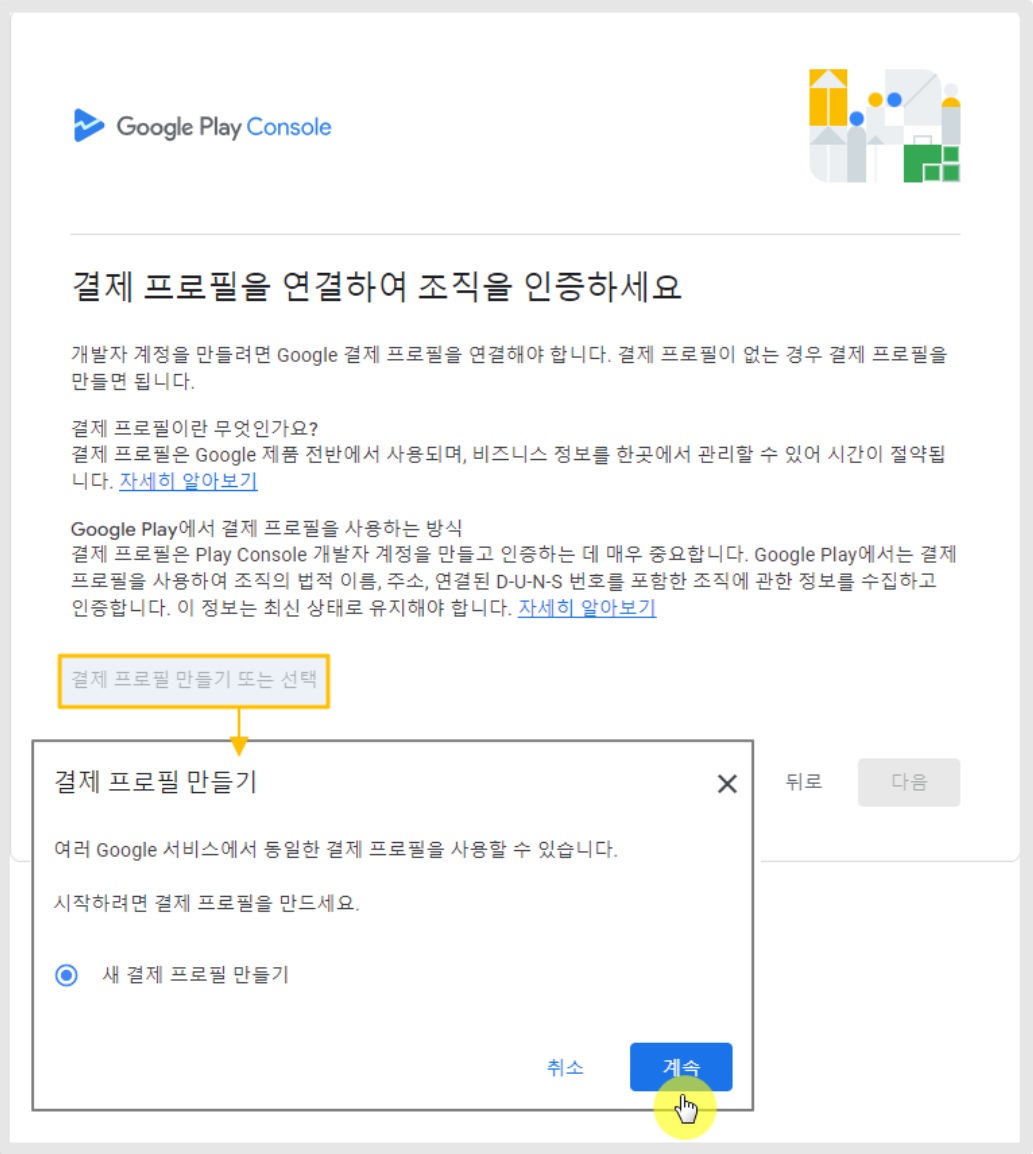 Google Play Console
결제 프로필을 연결하여 조직을 인증하세요
개발자 계정을 만들려면 Google 결제 프로필을 연결해야 합니다. 결제 프로필이 없는 경우 결제 프로필을
만들면 됩니다.
결제 프로필이란 무엇인가요?
결제 프로필은 Google 제품 전반에서 사용되며, 비즈니스 정보를 한곳에서 관리할 수 있어 시간이 절약됩
니다. 자세히 알아보기
Google Play에서 결제 프로필을 사용하는 방식
결제 프로필은 Play Console 개발자 계정을 만들고 인증하는 데 매우 중요합니다. Google Play에서는 결제
프로필을 사용하여 조직의 법적 이름, 주소, 연결된 D-U-N-S 번호를 포함한 조직에 관한 정보를 수집하고
인증합니다. 이 정보는 최신 상태로 유지해야 합니다. 자세히 알아보기
결제 프로필 만들기 또는 선택
뒤로 다음
결제 프로필 만들기
여러 Google 서비스에서 동일한 결제 프로필을 사용할 수 있습니다.
시작하려면 결제 프로필을 만드세요.
새 결제 프로필 만들기
취소 계속